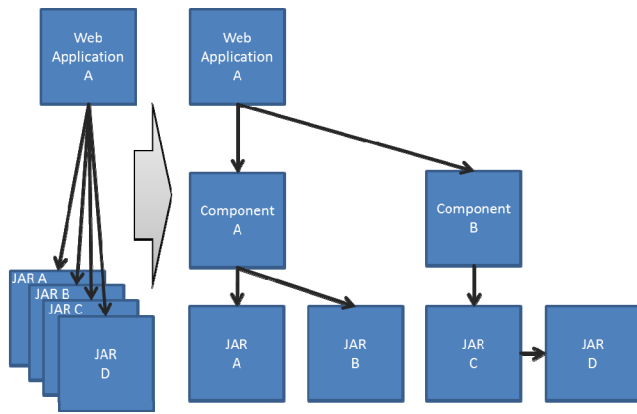 Web
Application
A
Web
Application
A
Component
A
Component
B
JAR A
JAR B
JAR C
JAR
D
JAR
A
JAR
B
JAR
C
JAR
D